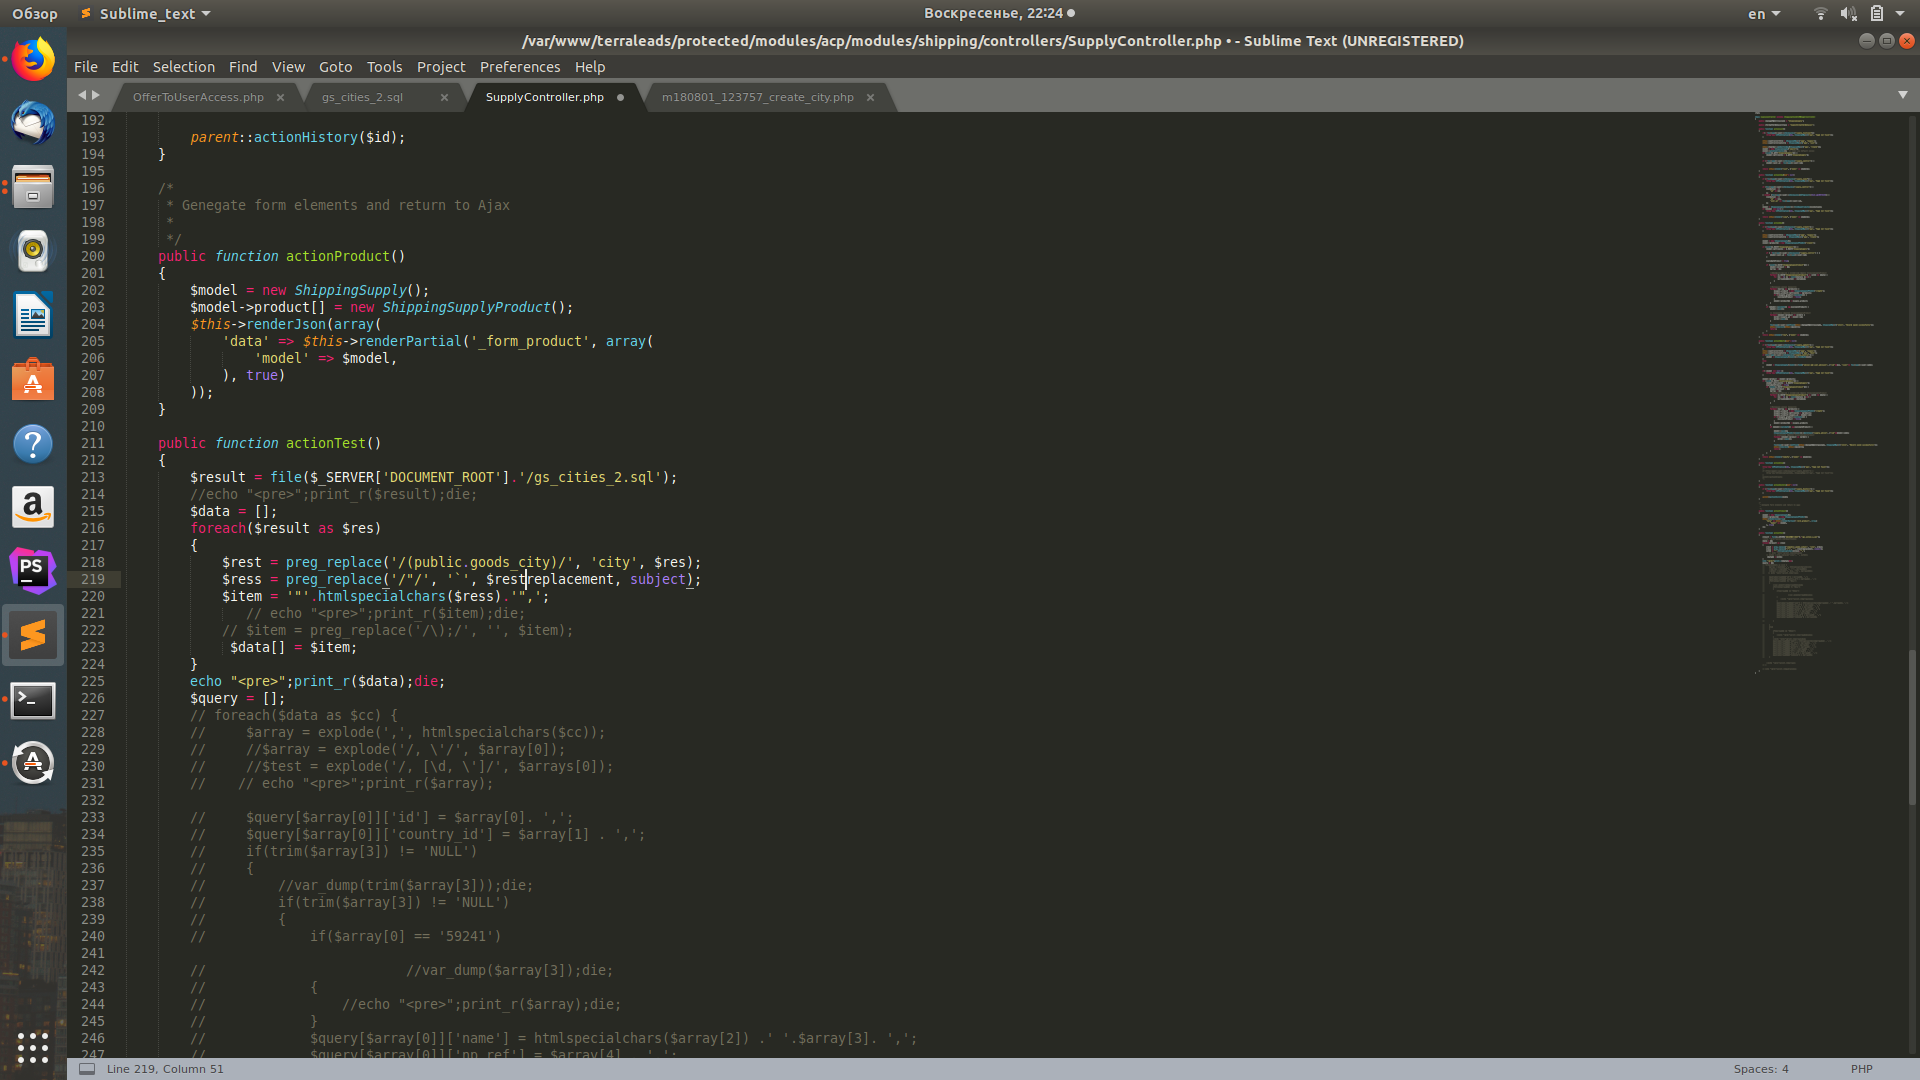 Обзор
Sublime_text
Воскресенье, 22:24
en
/var/www/terraleads/protected/modules/acp/modules/shipping/controllers/SupplyController.php • - Sublime Text (UNREGISTERED)
File Edit Selection Find View Goto Tools Project Preferences Help
OfferToUserAccess.php
gs_cities_2.sql
SupplyController.php
m180801_123757_create_city.php
192
193 parent::actionHistory($id);
194 }
195
196 /*
197 * Genegate form elements and return to Ajax
198 *
199 */
200 public function actionProduct()
201 {
202 $model = new ShippingSupply();
203 $model->product[] = new ShippingSupplyProduct();
204 $this->renderJson(array(
205 'data' => $this->renderPartial('_form_product', array(
206 'model' => $model,
207 ), true)
208 ));
209 }
210
211 public function actionTest()
212 {
213 $result = file($_SERVER['DOCUMENT_ROOT'].'/gs_cities_2.sql');
214 //echo "<pre>";print_r($result);die;
215 $data = [];
216 foreach($result as $res)
217 {
218 $rest = preg_replace('/(public.goods_city)/', 'city', $res);
219 $ress = preg_replace('/"/', '`', $restreplacement, subject);
220 $item = '"'.htmlspecialchars($ress).'",';
221 // echo "<pre>";print_r($item);die;
222 // $item = preg_replace('/\);/', '', $item);
223 $data[] = $item;
224 }
225 echo "<pre>";print_r($data);die;
226 $query = [];
227 // foreach($data as $cc) {
228 // $array = explode(',', htmlspecialchars($cc));
229 // //$array = explode('/, \'/', $array[0]);
230 // //$test = explode('/, [\d, \']/', $arrays[0]);
231 // // echo "<pre>";print_r($array);
232
233 // $query[$array[0]]['id'] = $array[0]. ',';
234 // $query[$array[0]]['country_id'] = $array[1] . ',';
235 // if(trim($array[3]) != 'NULL')
236 // {
237 // //var_dump(trim($array[3]));die;
238 // if(trim($array[3]) != 'NULL')
239 // {
240 // if($array[0] == '59241')
241
242 // //var_dump($array[3]);die;
243 // {
244 // //echo "<pre>";print_r($array);die;
245 // }
246 // $query[$array[0]]['name'] = htmlspecialchars($array[2]) .' '.$array[3]. ',';
247 // $query[$array[0]]['np_ref'] = $array[4] . ',';
Line 219, Column 51
Spaces: 4
PHP